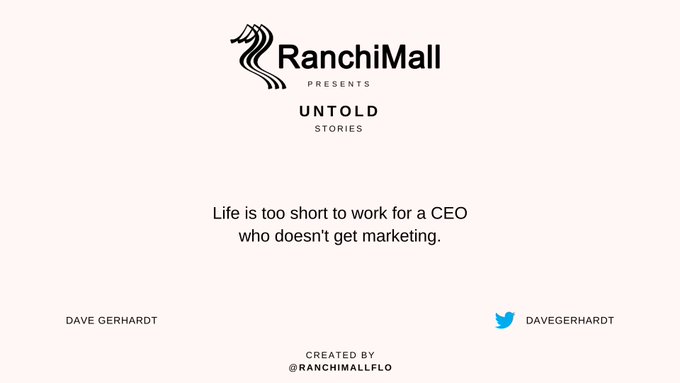 RanchiMall
PRESENTS
UNTOLD
STORIES
Life is too short to work for a CEO
who doesn't get marketing.
DAVE GERHARDT
DAVEGERHARDT
CREATED BY
@RANCHIMALLFLO